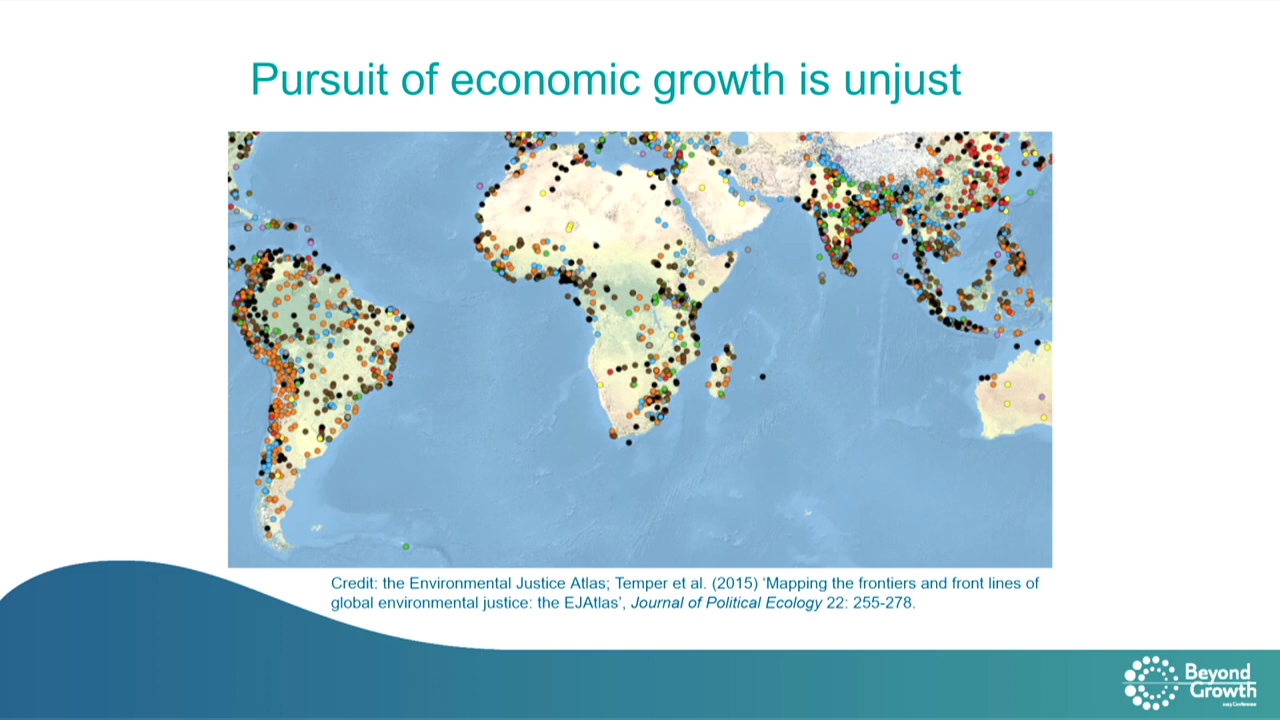 Pursuit of economic growth is unjust
Credit: the Environmental Justice Atlas; Temper et al. (2015) ‘Mapping the frontiers and front lines of
global environmental justice: the EJAtlas’, Journal of Political Ecology 22: 255-278.
Beyond
Growth
2023 Conference